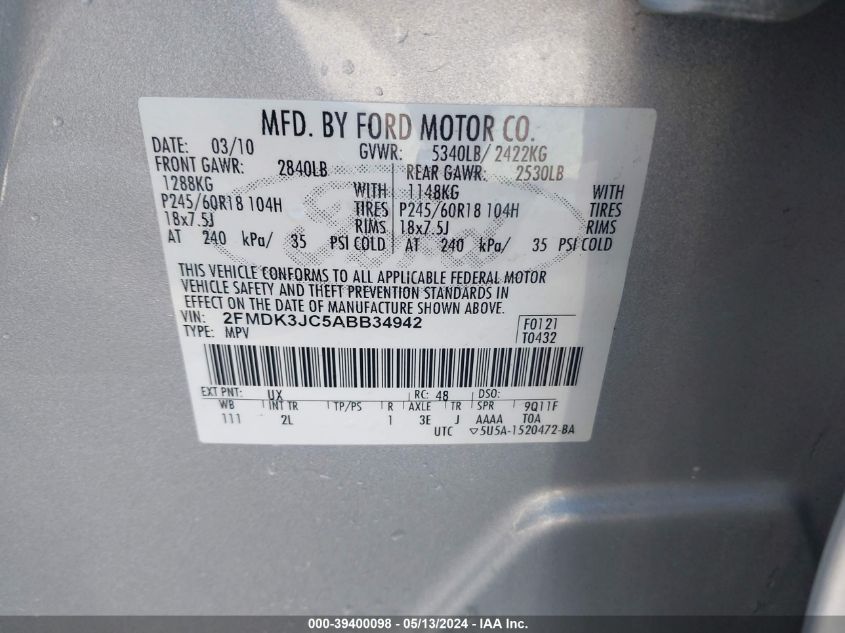 MFD. BY FORD MOTOR CO.
DATE: 03/10 GVWR: 5340LB/ 2422KG
FRONT GAWR: 2840LB REAR GAWR: 2530LB
1288KG WITH 1148KG WITH
P245/60R18 104H TIRES P245/60R18 104H TIRES
18x7.5J RIMS 18x7.5J RIMS
AT 240 kPa/ 35 PSI COLD AT 240 kPa/ 35 PSI COLD
THIS VEHICLE CONFORMS TO ALL APPLICABLE FEDERAL MOTOR
VEHICLE SAFETY AND THEFT PREVENTION STANDARDS IN
EFFECT ON THE DATE OF MANUFACTURE SHOWN ABOVE.
VIN: 2FMDK3JC5ABB34942 F0121
TYPE: MPV T0432
EXT PNT: UX RC: 48 DSO:
WB INT TR TP/PS R AXLE TR SPR 9Q11F
111 2L 1 3E J AAAA T0A
UTC ▽5U5A-1520472-BA
000-39400098 - 05/13/2024 - IAA Inc.